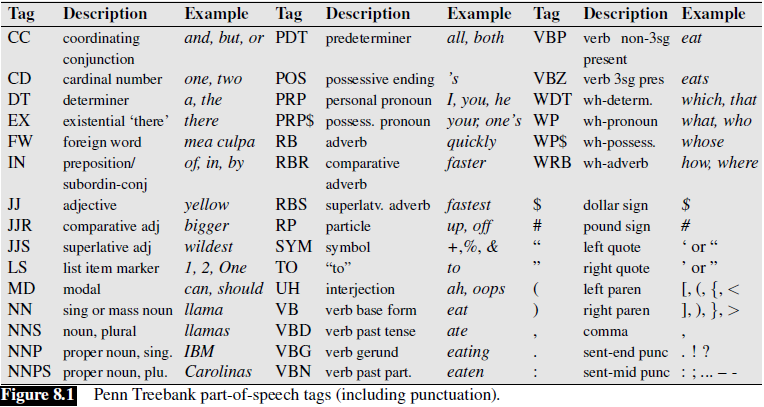 Tag Description Example Tag Description Example Tag Description Example
CC coordinating conjunction and, but, or PDT predeterminer all, both VBP verb non-3sg present eat
CD cardinal number one, two POS possessive ending ’s VBZ verb 3sg pres eats
DT determiner a, the PRP personal pronoun I, you, he WDT wh-determ. which, that
EX existential ‘there’ there PRP$ possess. pronoun your, one’s WP wh-pronoun what, who
FW foreign word mea culpa RB adverb quickly WP$ wh-possess. whose
IN preposition/ subordin-conj of, in, by RBR comparative adverb faster WRB wh-adverb how, where
JJ adjective yellow RBS superlatv. adverb fastest $ dollar sign $
JJR comparative adj bigger RP particle up, off # pound sign #
JJS superlative adj wildest SYM symbol +,%, & “ left quote ‘ or “
LS list item marker 1, 2, One TO “to” to ” right quote ’ or ”
MD modal can, should UH interjection ah, oops ( left paren [, (, {, <
NN sing or mass noun llama VB verb base form eat ) right paren ], ), }, >
NNS noun, plural llamas VBD verb past tense ate , comma ,
NNP proper noun, sing. IBM VBG verb gerund eating . sent-end punc . ! ?
NNPS proper noun, plu. Carolinas VBN verb past part. eaten : sent-mid punc : ; ... – -
Figure 8.1 Penn Treebank part-of-speech tags (including punctuation).